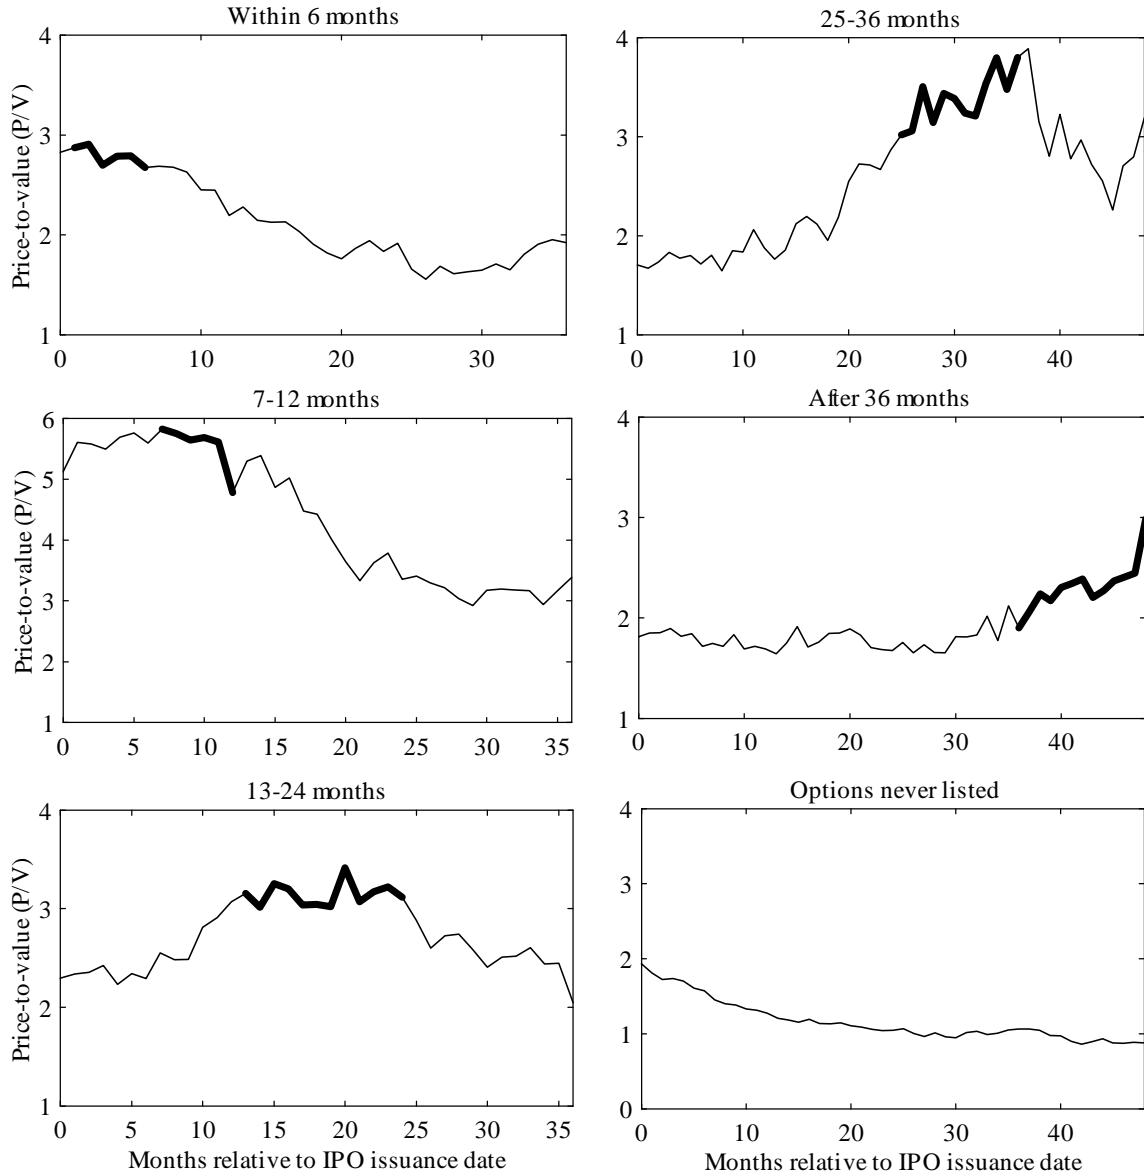 Within 6 months
4
3
2
1
Price-to-value (P/V)
0 10 20 30
25-36 months
4
3
2
1
0 10 20 30 40
7-12 months
6
5
4
3
2
1
Price-to-value (P/V)
0 5 10 15 20 25 30 35
After 36 months
4
3
2
1
0 10 20 30 40
13-24 months
4
3
2
1
Price-to-value (P/V)
0 5 10 15 20 25 30 35
Months relative to IPO issuance date
Options never listed
4
3
2
1
0
0 10 20 30 40
Months relative to IPO issuance date